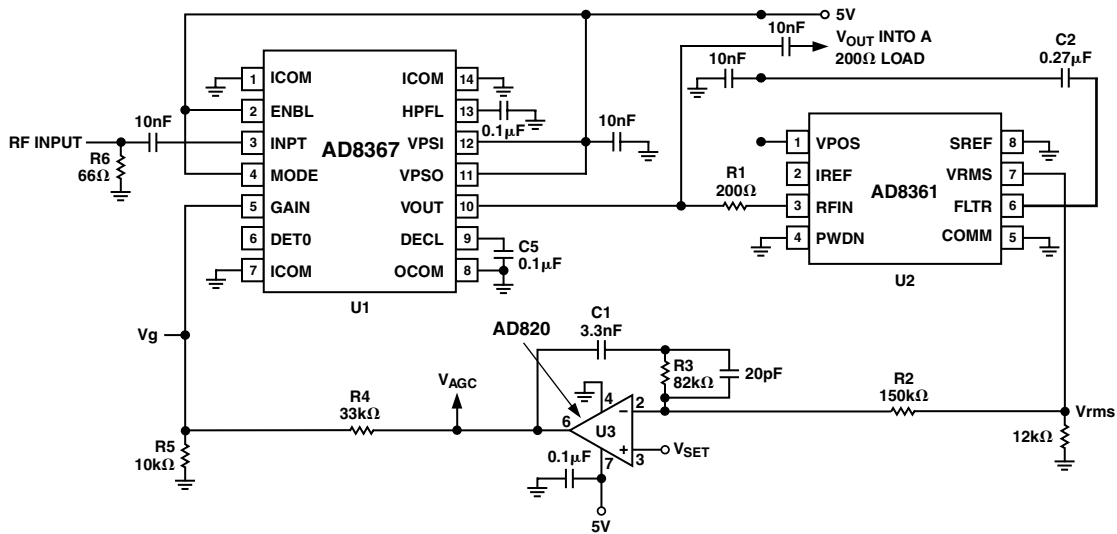 5V
10nF
V_OUT INTO A
200Ω LOAD
10nF
C2
0.27µF
RF INPUT
R6
66Ω
10nF
1 ICOM
2 ENBL
3 INPT
4 MODE
5 GAIN
6 DET0
7 ICOM
AD8367
ICOM 14
HPFL 13
VPSI 12
VPSO 11
VOUT 10
DECL 9
OCOM 8
U1
0.1µF
10nF
C5
0.1µF
R1
200Ω
1 VPOS
2 IREF
3 RFIN
4 PWDN
AD8361
SREF 8
VRMS 7
FLTR 6
COMM 5
U2
Vg
R5
10kΩ
R4
33kΩ
V_AGC
AD820
C1
3.3nF
R3
82kΩ
20pF
4
6
U3
−
2
+
3
7
V_SET
0.1µF
5V
R2
150kΩ
Vrms
12kΩ